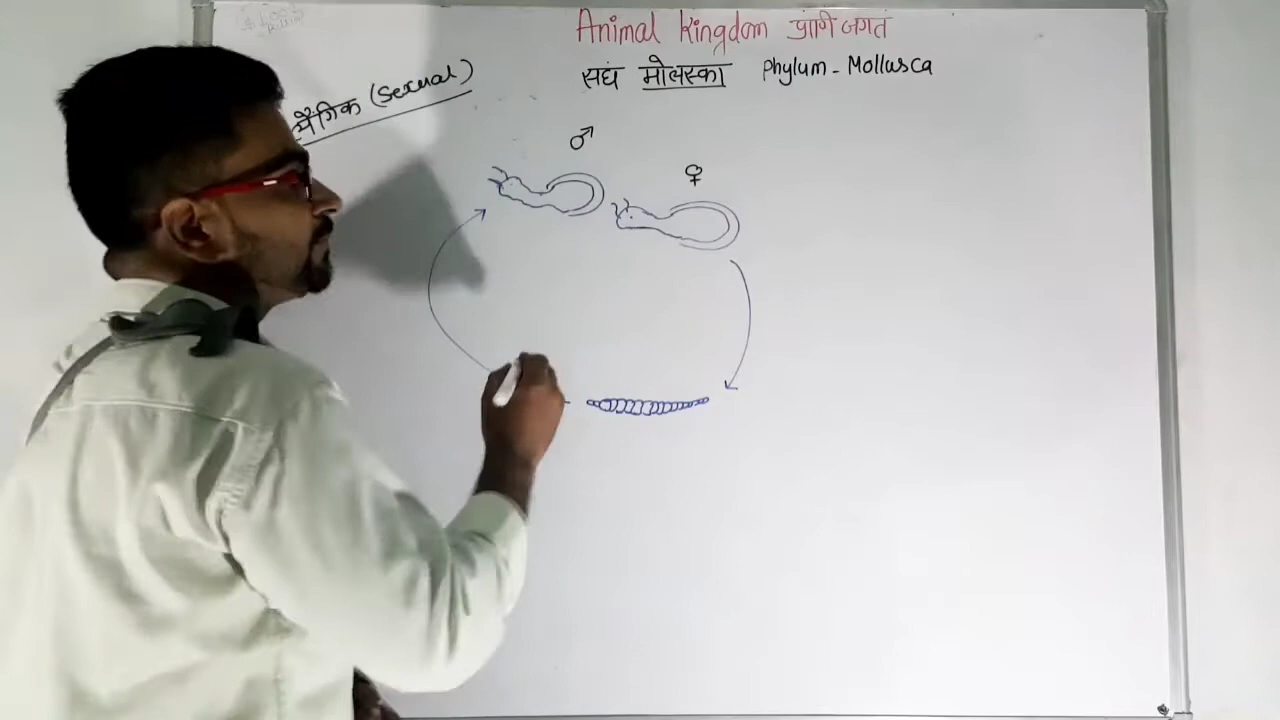 Animal kingdom प्राणि जगत
संघ मोलस्का Phylum - Mollusca
लैंगिक (Sexual)
♂
♀